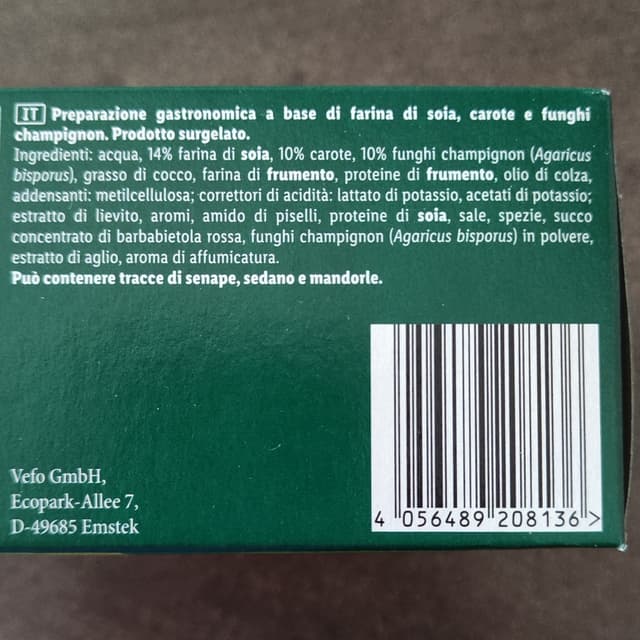 IT Preparazione gastronomica a base di farina di soia, carote e funghi
champignon. Prodotto surgelato.
Ingredienti: acqua, 14% farina di soia, 10% carote, 10% funghi champignon (Agaricus
bisporus), grasso di cocco, farina di frumento, proteine di frumento, olio di colza,
addensanti: metilcellulosa; correttori di acidità: lattato di potassio, acetati di potassio;
estratto di lievito, aromi, amido di piselli, proteine di soia, sale, spezie, succo
concentrato di barbabietola rossa, funghi champignon (Agaricus bisporus) in polvere,
estratto di aglio, aroma di affumicatura.
Può contenere tracce di senape, sedano e mandorle.
Vefo GmbH,
Ecopark-Allee 7,
D-49685 Emstek
4 056489 208136 >